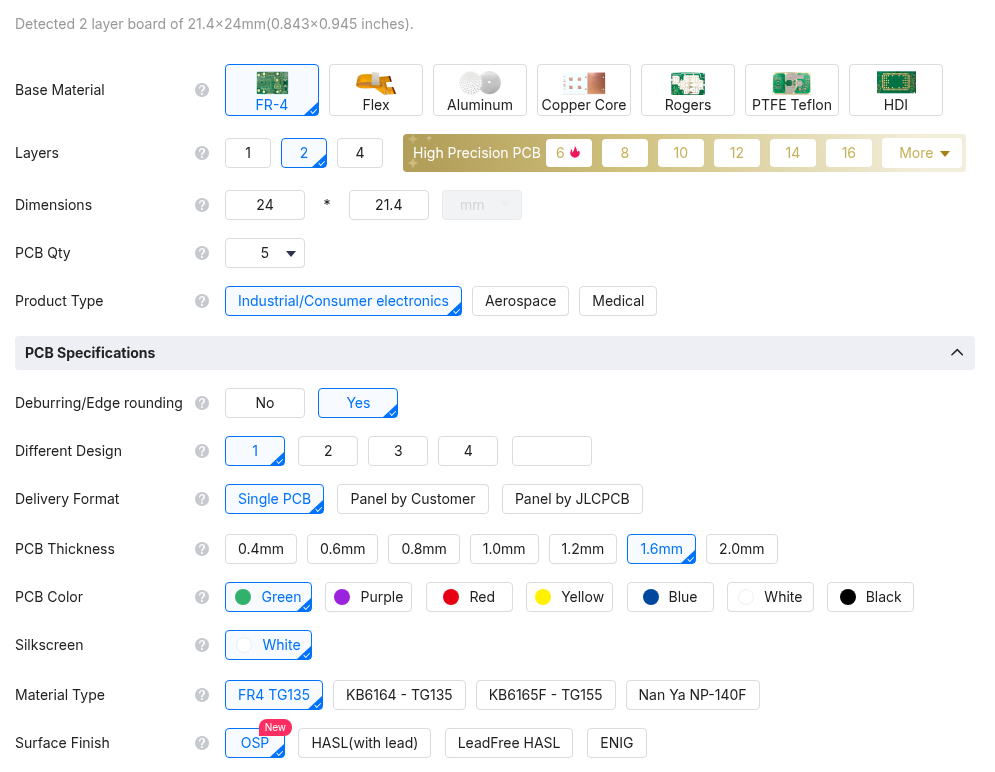 Detected 2 layer board of 21.4×24mm(0.843×0.945 inches).
Base Material ? FR-4 Flex Aluminum Copper Core Rogers PTFE Teflon HDI
Layers ? 1 2 4 High Precision PCB 6 8 10 12 14 16 More
Dimensions ? 24 * 21.4 mm
PCB Qty ? 5
Product Type ? Industrial/Consumer electronics Aerospace Medical
PCB Specifications
Deburring/Edge rounding ? No Yes
Different Design ? 1 2 3 4
Delivery Format ? Single PCB Panel by Customer Panel by JLCPCB
PCB Thickness ? 0.4mm 0.6mm 0.8mm 1.0mm 1.2mm 1.6mm 2.0mm
PCB Color ? Green Purple Red Yellow Blue White Black
Silkscreen ? White
Material Type ? FR4 TG135 KB6164 - TG135 KB6165F - TG155 Nan Ya NP-140F
New
Surface Finish ? OSP HASL(with lead) LeadFree HASL ENIG